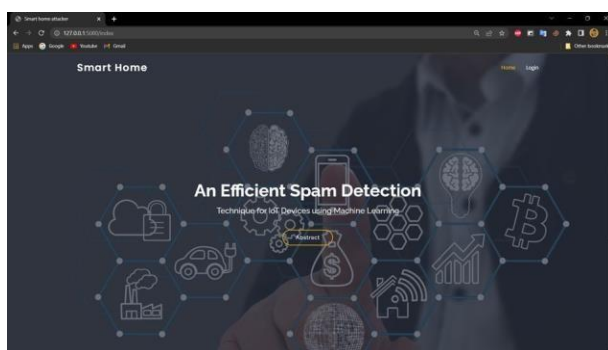 Smart home attacker
127.0.0.1:5000/index
Apps Google Youtube Gmail Other bookmarks
Smart Home
Home Login
An Efficient Spam Detection
Technique for IoT Devices using Machine Learning
Abstract